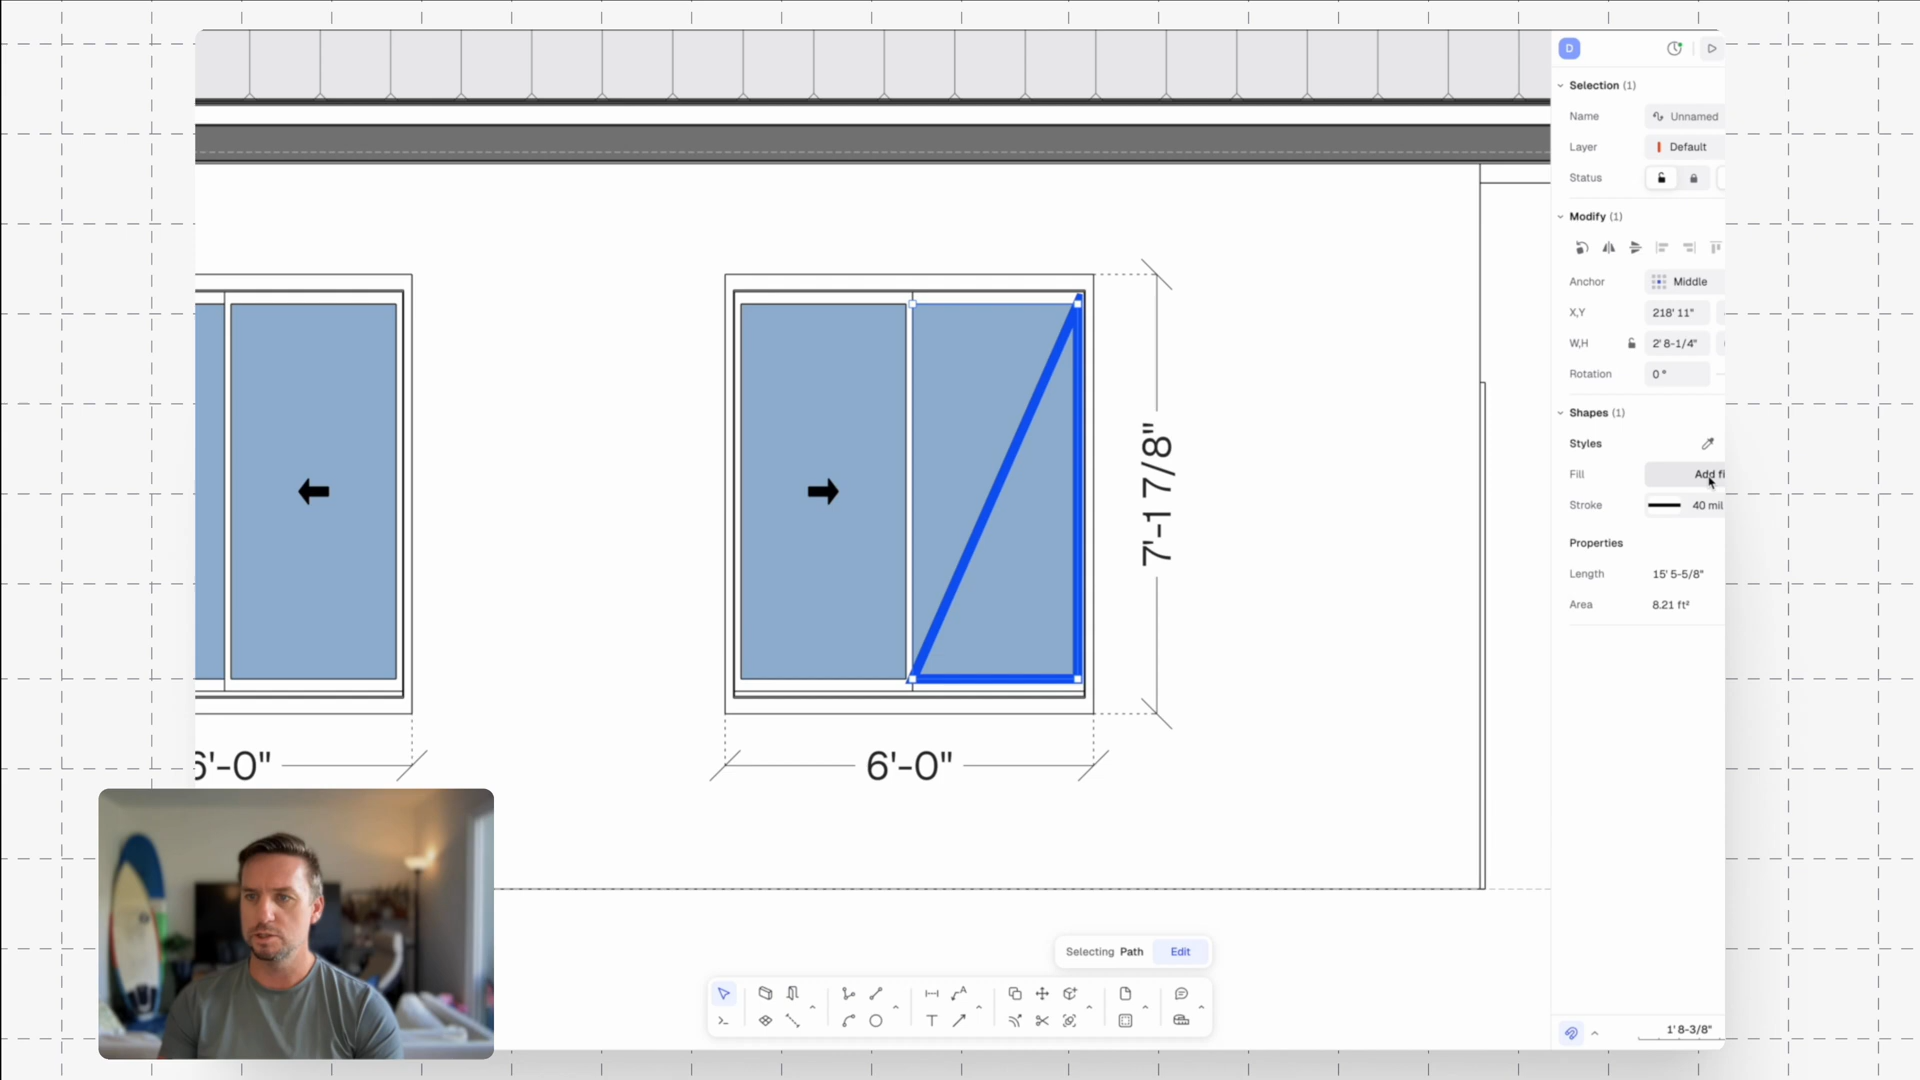 D
Selection (1)
Name Unnamed
Layer Default
Status
Modify (1)
Anchor Middle
X,Y 218' 11"
W,H 2' 8-1/4"
Rotation 0 °
Shapes (1)
Styles
Fill Add fi
Stroke 40 mil
Properties
Length 15' 5-5/8"
Area 8.21 ft²
7'-1 7/8"
6'-0"
6'-0"
Selecting Path Edit
1' 8-3/8"